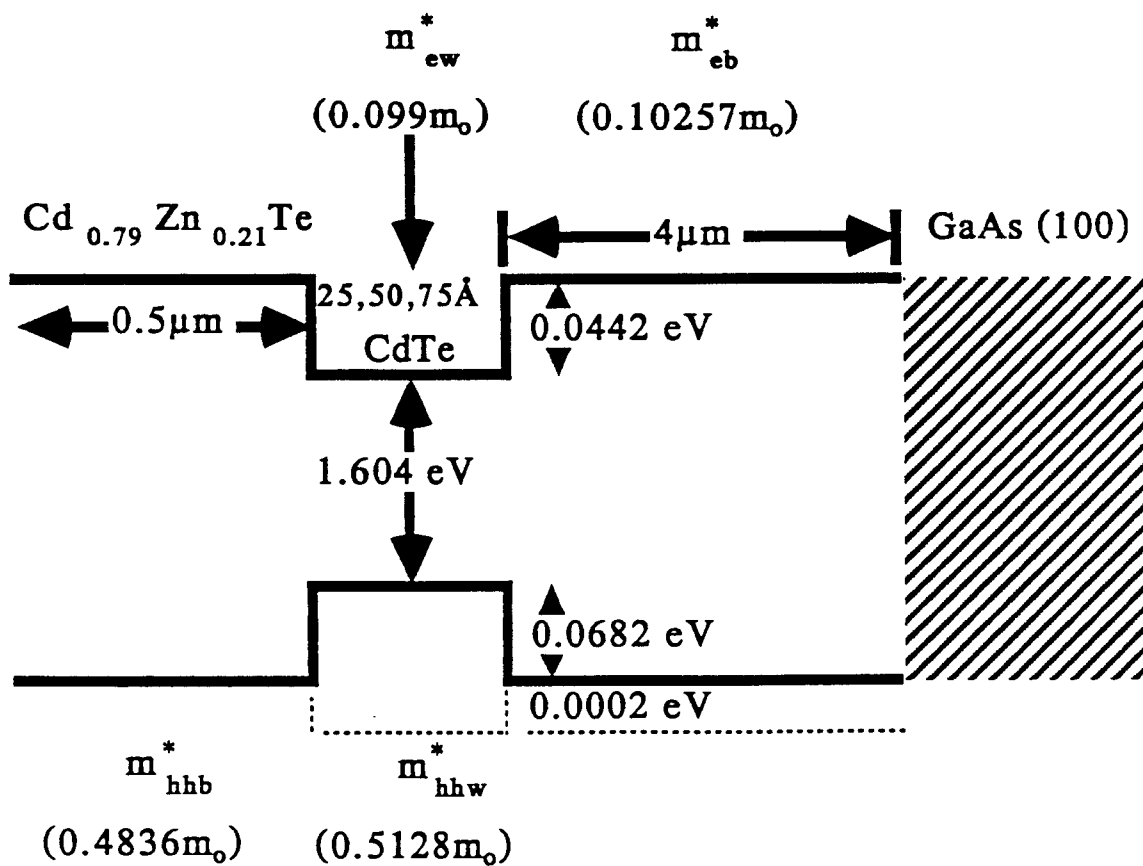 m*ew m*eb
(0.099mo) (0.10257mo)
Cd 0.79 Zn 0.21Te 4μm GaAs (100)
25,50,75Å
0.5μm 0.0442 eV
CdTe
1.604 eV
0.0682 eV
0.0002 eV
m*hhb m*hhw
(0.4836mo) (0.5128mo)